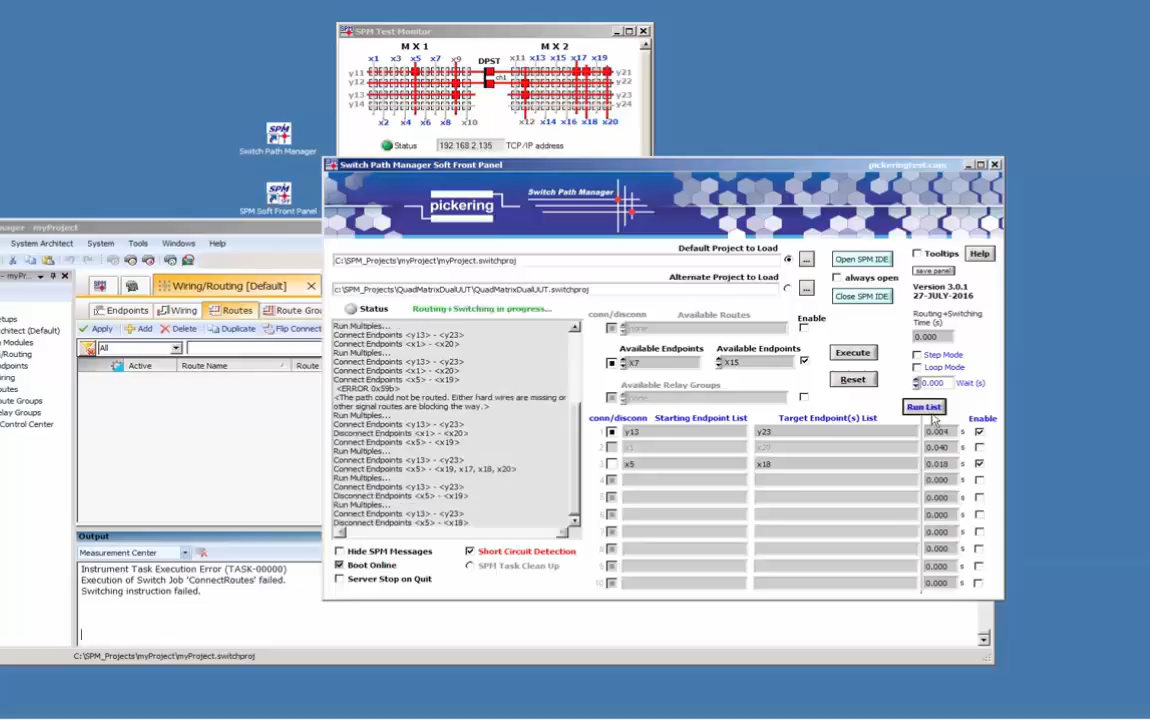 SPM Test Monitor
M X 1
M X 2
x1 x3 x5 x7 x9
DPST
x11 x13 x15 x17 x19
y11
y12
y13
y14
ch1
y21
y22
y23
y24
x2 x4 x6 x8 x10
x12 x14 x16 x18 x20
Status
192.168.2.135
TCP/IP address
SPM
Switch Path Manager
SPM
SPM Soft Front Panel
Switch Path Manager Soft Front Panel
pickeringtest.com
pickering
Switch Path Manager
Default Project to Load
C:\SPM_Projects\myProject\myProject.switchproj
...
Open SPM IDE
Tooltips
Help
save panel
Alternate Project to Load
always open
c:\SPM_Projects\QuadMatrixDualUUT\QuadMatrixDualUUT.switchproj
...
Close SPM IDE
Version 3.0.1
27-JULY-2016
Status
Routing+Switching in progress...
conn/disconn
Available Routes
Enable
none
Routing+Switching
Time (s)
0.000
Available Endpoints
Available Endpoints
x7
x15
Execute
Step Mode
Loop Mode
Available Relay Groups
Reset
0.000
Wait (s)
none
Run List
conn/disconn
Starting Endpoint List
Target Endpoint(s) List
Enable
1
y13
y23
0.004
s
2
x1
x20
0.040
s
3
x5
x18
0.018
s
4
0.000
s
5
0.000
s
6
0.000
s
7
0.000
s
8
0.000
s
9
0.000
s
10
0.000
s
Run Multiples...
Connect Endpoints <y13> - <y23>
Connect Endpoints <x1> - <x20>
Run Multiples...
Connect Endpoints <y13> - <y23>
Connect Endpoints <x1> - <x20>
Connect Endpoints <x5> - <x19>
<ERROR 0x59b>
<The path could not be routed. Either hard wires are missing or
other signal routes are blocking the way.>
Run Multiples...
Connect Endpoints <y13> - <y23>
Disconnect Endpoints <x1> - <x20>
Connect Endpoints <x5> - <x19>
Run Multiples...
Connect Endpoints <y13> - <y23>
Connect Endpoints <x5> - <x19, x17, x18, x20>
Run Multiples...
Connect Endpoints <y13> - <y23>
Disconnect Endpoints <x5> - <x19>
Run Multiples...
Connect Endpoints <y13> - <y23>
Disconnect Endpoints <x5> - <x18>
Hide SPM Messages
Short Circuit Detection
Boot Online
SPM Task Clean Up
Server Stop on Quit
nager - myProject
System Architect System Tools Windows Help
- myPr...
Wiring/Routing [Default]
Endpoints Wiring Routes Route Grou
Apply Add Delete Duplicate Flip Connect
All
Active Route Name Route
etups
rchitect (Default)
Modules
/Routing
dpoints
ring
utes
ute Groups
elay Groups
Control Center
Output
Measurement Center
Instrument Task Execution Error (TASK-00000)
Execution of Switch Job 'ConnectRoutes' failed.
Switching instruction failed.
C:\SPM_Projects\myProject\myProject.switchproj